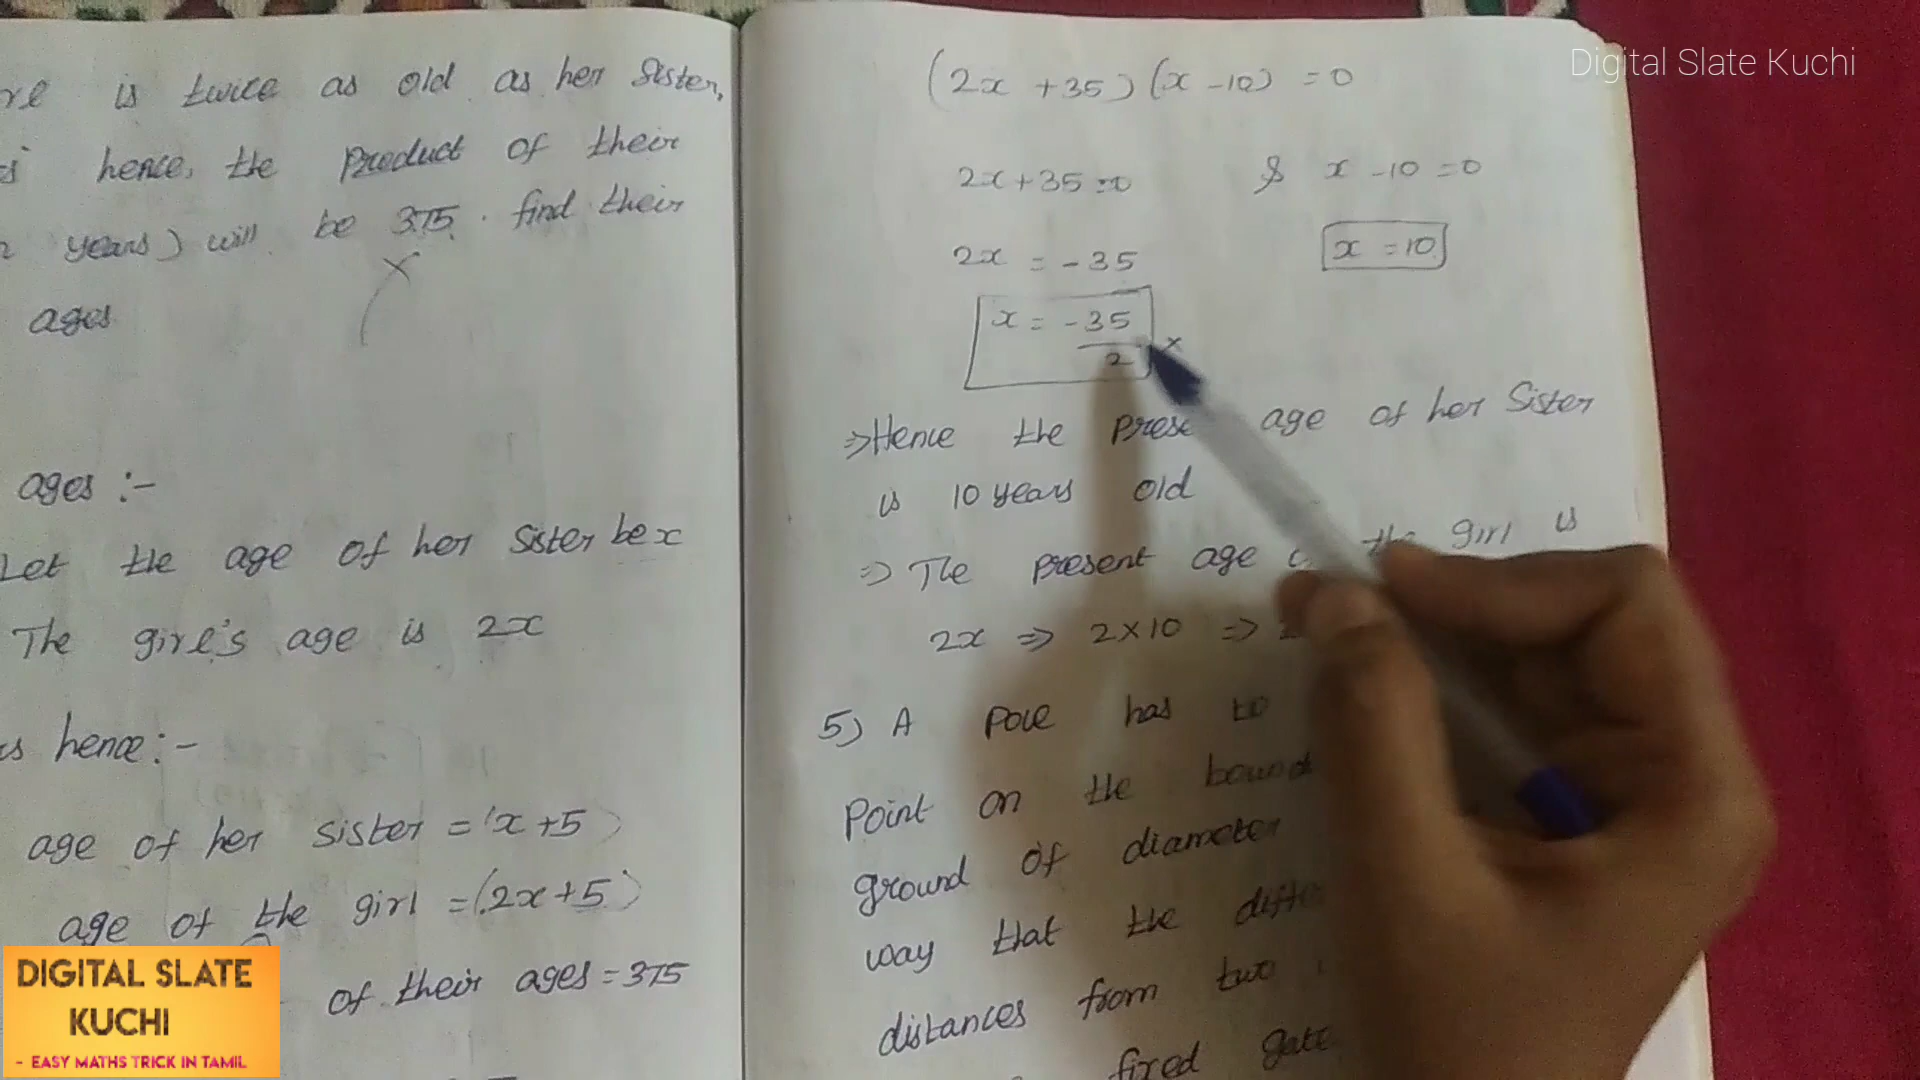 is twice as old as her Sister,
hence, the Product of their
years) will be 375. find their
ages
ages :-
Let the age of her Sister be x
The girl's age is 2x
hence :-
age of her sister = (x+5)
age of the girl = (2x+5)
of their ages = 375
Digital Slate Kuchi
(2x +35) (x -10) = 0
2x+35=0 & x -10 =0
2x = -35 x =10
x = -35
2 x
⇒ Hence the age of her Sister
is 10 years old
⇒ The present age the girl is
2x ⇒ 2×10 ⇒
5) A Pole has to
Point on the
ground of diameter
way that the
distances from two
fixed gate
DIGITAL SLATE
KUCHI
- EASY MATHS TRICK IN TAMIL